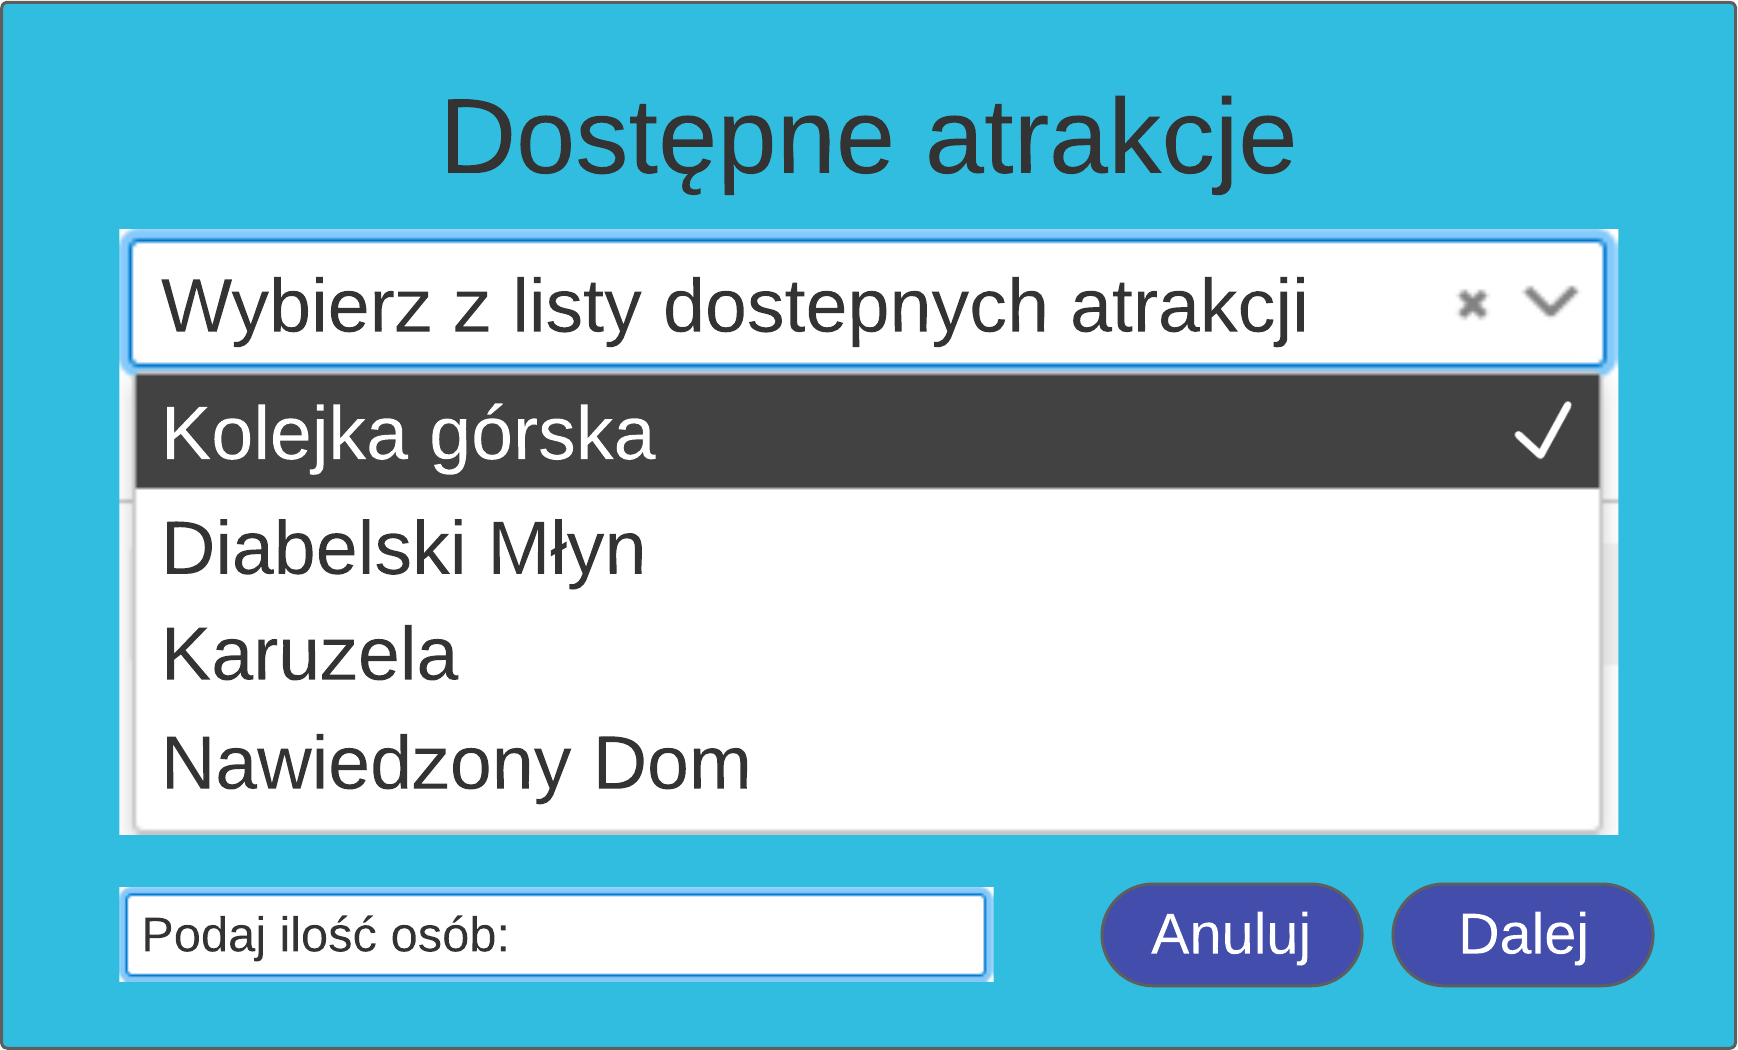 Dostępne atrakcje
Wybierz z listy dostepnych atrakcji
Kolejka górska
Diabelski Młyn
Karuzela
Nawiedzony Dom
Podaj ilość osób:
Anuluj
Dalej